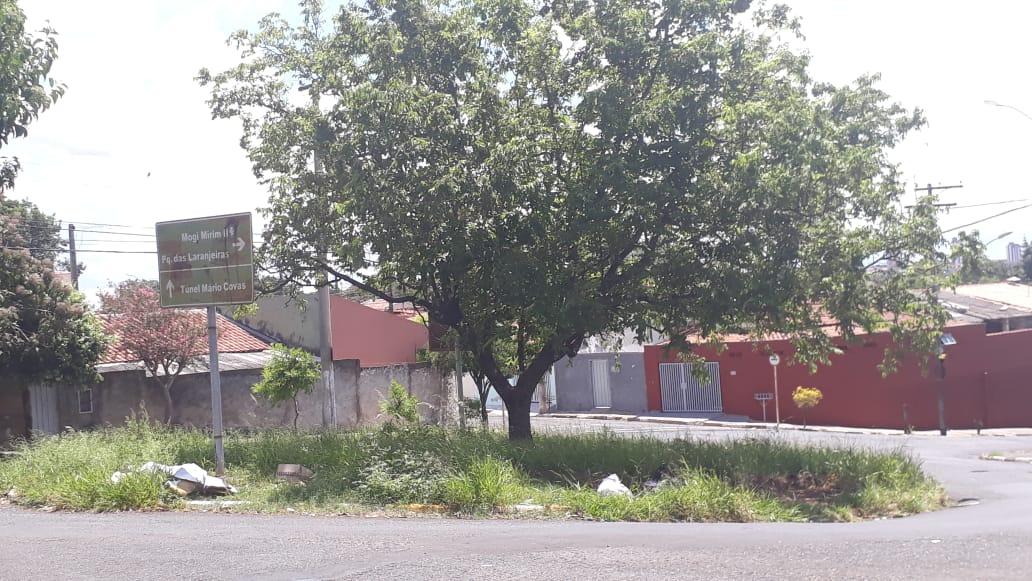 Mogi Mirim II
Pq. das Laranjeiras
Túnel Mário Covas